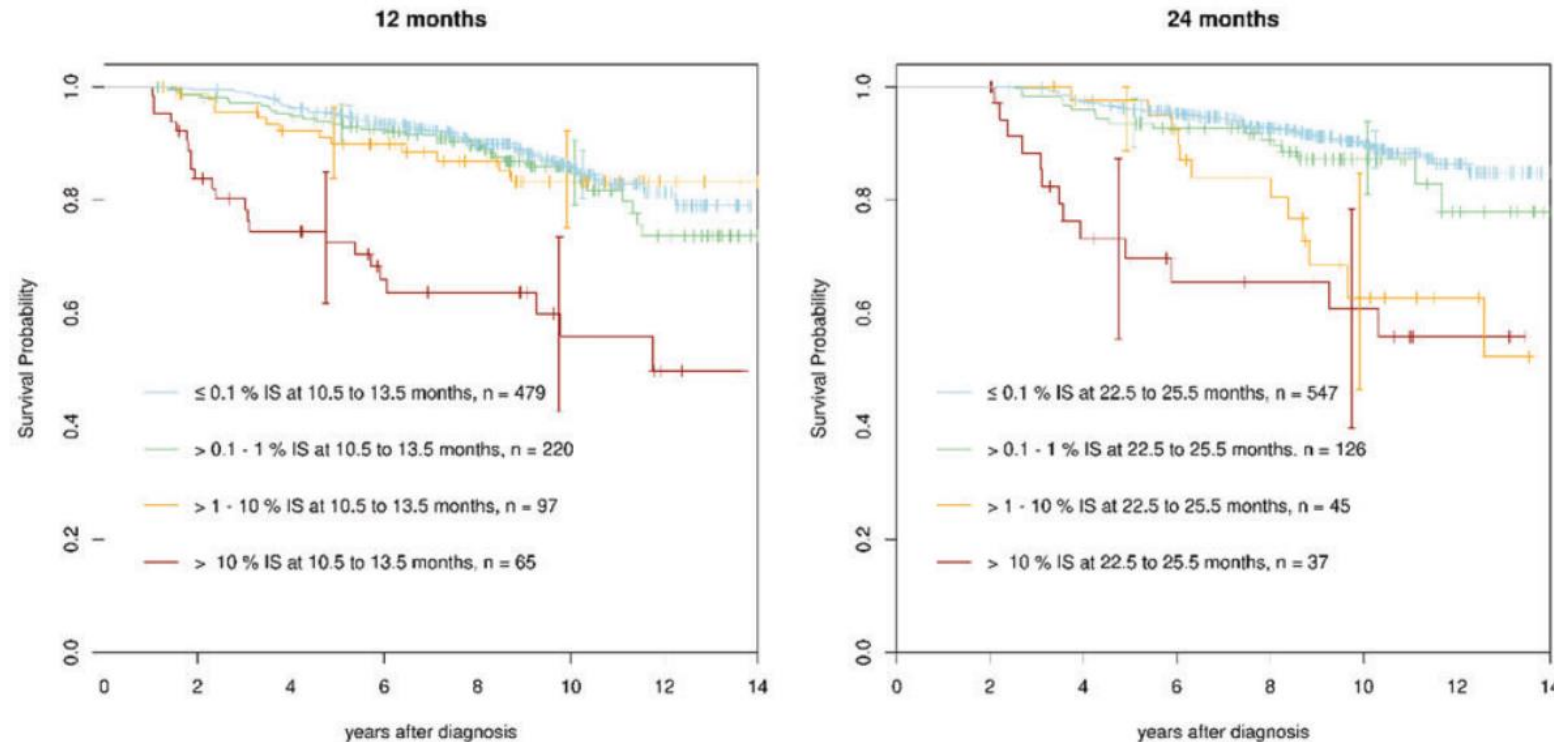 12 months
1.0
0.8
0.6
0.4
0.2
0.0
Survival Probability
≤ 0.1 % IS at 10.5 to 13.5 months, n = 479
> 0.1 - 1 % IS at 10.5 to 13.5 months, n = 220
> 1 - 10 % IS at 10.5 to 13.5 months, n = 97
> 10 % IS at 10.5 to 13.5 months, n = 65
0 2 4 6 8 10 12 14
years after diagnosis
24 months
1.0
0.8
0.6
0.4
0.2
0.0
Survival Probability
≤ 0.1 % IS at 22.5 to 25.5 months, n = 547
> 0.1 - 1 % IS at 22.5 to 25.5 months. n = 126
> 1 - 10 % IS at 22.5 to 25.5 months, n = 45
> 10 % IS at 22.5 to 25.5 months, n = 37
0 2 4 6 8 10 12 14
years after diagnosis